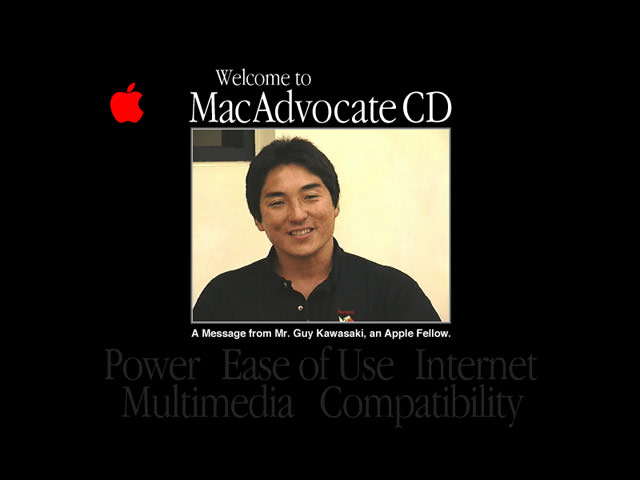 Welcome to
MacAdvocate CD
A Message from Mr. Guy Kawasaki, an Apple Fellow.
Power Ease of Use Internet
Multimedia Compatibility